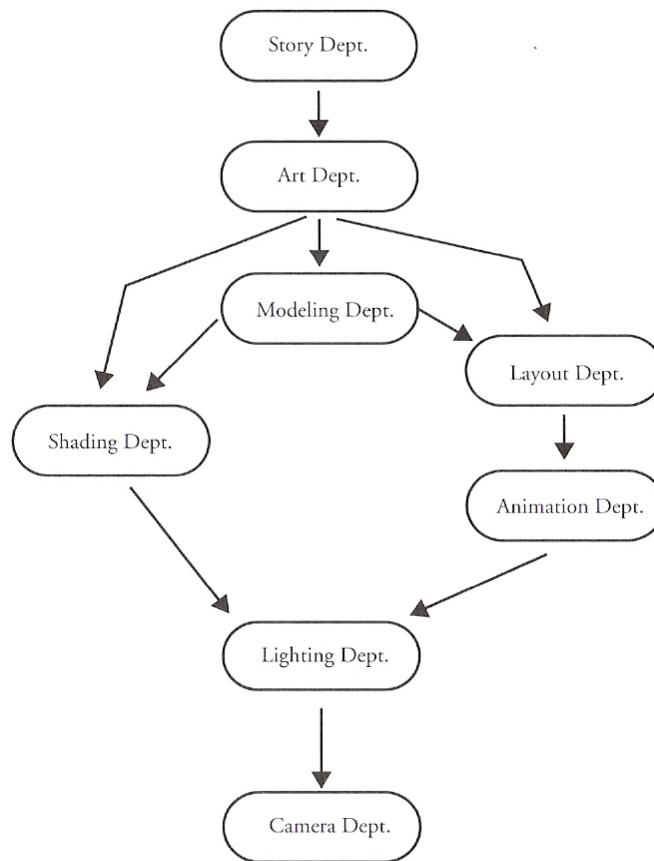 Story Dept.
Art Dept.
Modeling Dept.
Layout Dept.
Shading Dept.
Animation Dept.
Lighting Dept.
Camera Dept.